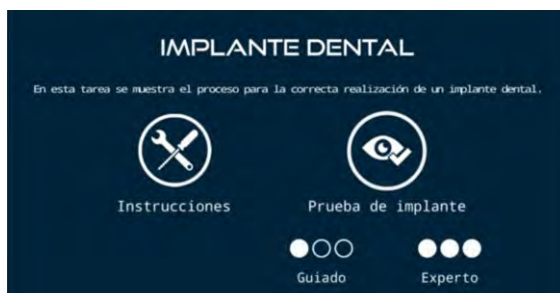 IMPLANTE DENTAL
En esta tarea se muestra el proceso para la correcta realización de un implante dental.
Instrucciones
Prueba de implante
Guiado
Experto